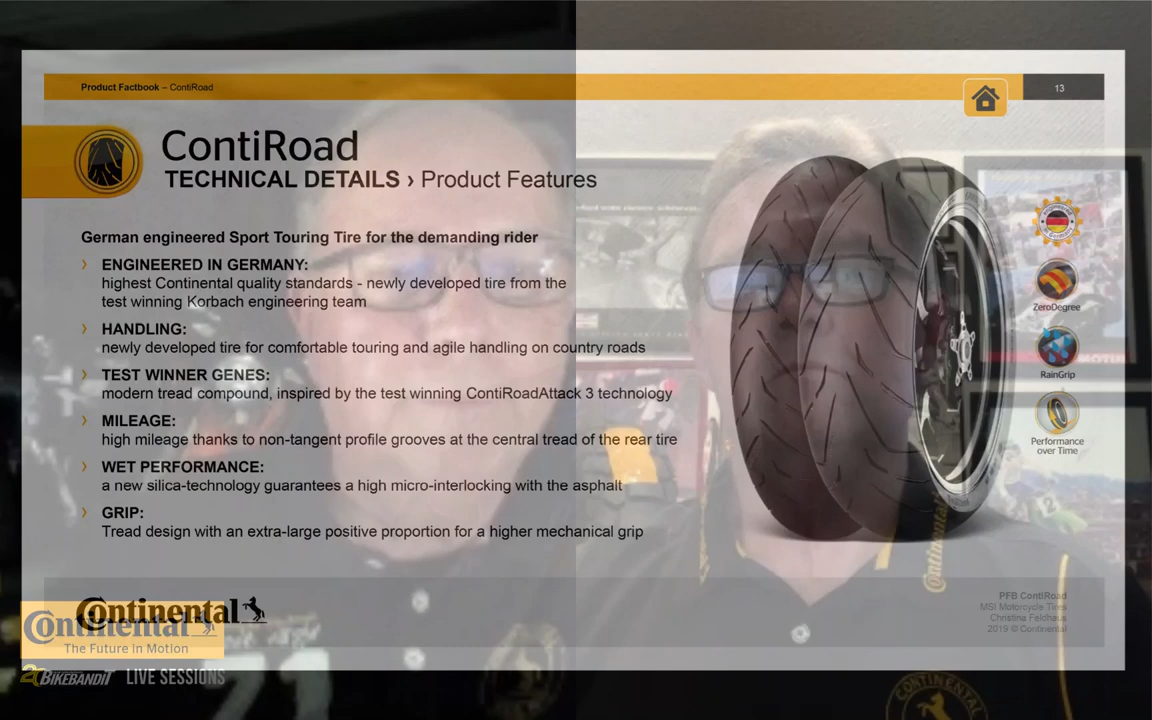 Product Factbook – ContiRoad
13
ContiRoad
TECHNICAL DETAILS › Product Features
German engineered Sport Touring Tire for the demanding rider
› ENGINEERED IN GERMANY:
highest Continental quality standards - newly developed tire from the
test winning Korbach engineering team
› HANDLING:
newly developed tire for comfortable touring and agile handling on country roads
› TEST WINNER GENES:
modern tread compound, inspired by the test winning ContiRoadAttack 3 technology
› MILEAGE:
high mileage thanks to non-tangent profile grooves at the central tread of the rear tire
› WET PERFORMANCE:
a new silica-technology guarantees a high micro-interlocking with the asphalt
› GRIP:
Tread design with an extra-large positive proportion for a higher mechanical grip
ZeroDegree
RainGrip
Performance
over Time
Continental
PFB ContiRoad
MSI Motorcycle Tires
Christina Feldhaus
2019 © Continental
Continental
The Future in Motion
BIKEBANDIT LIVE SESSIONS
Continental
CONTINENTAL
12